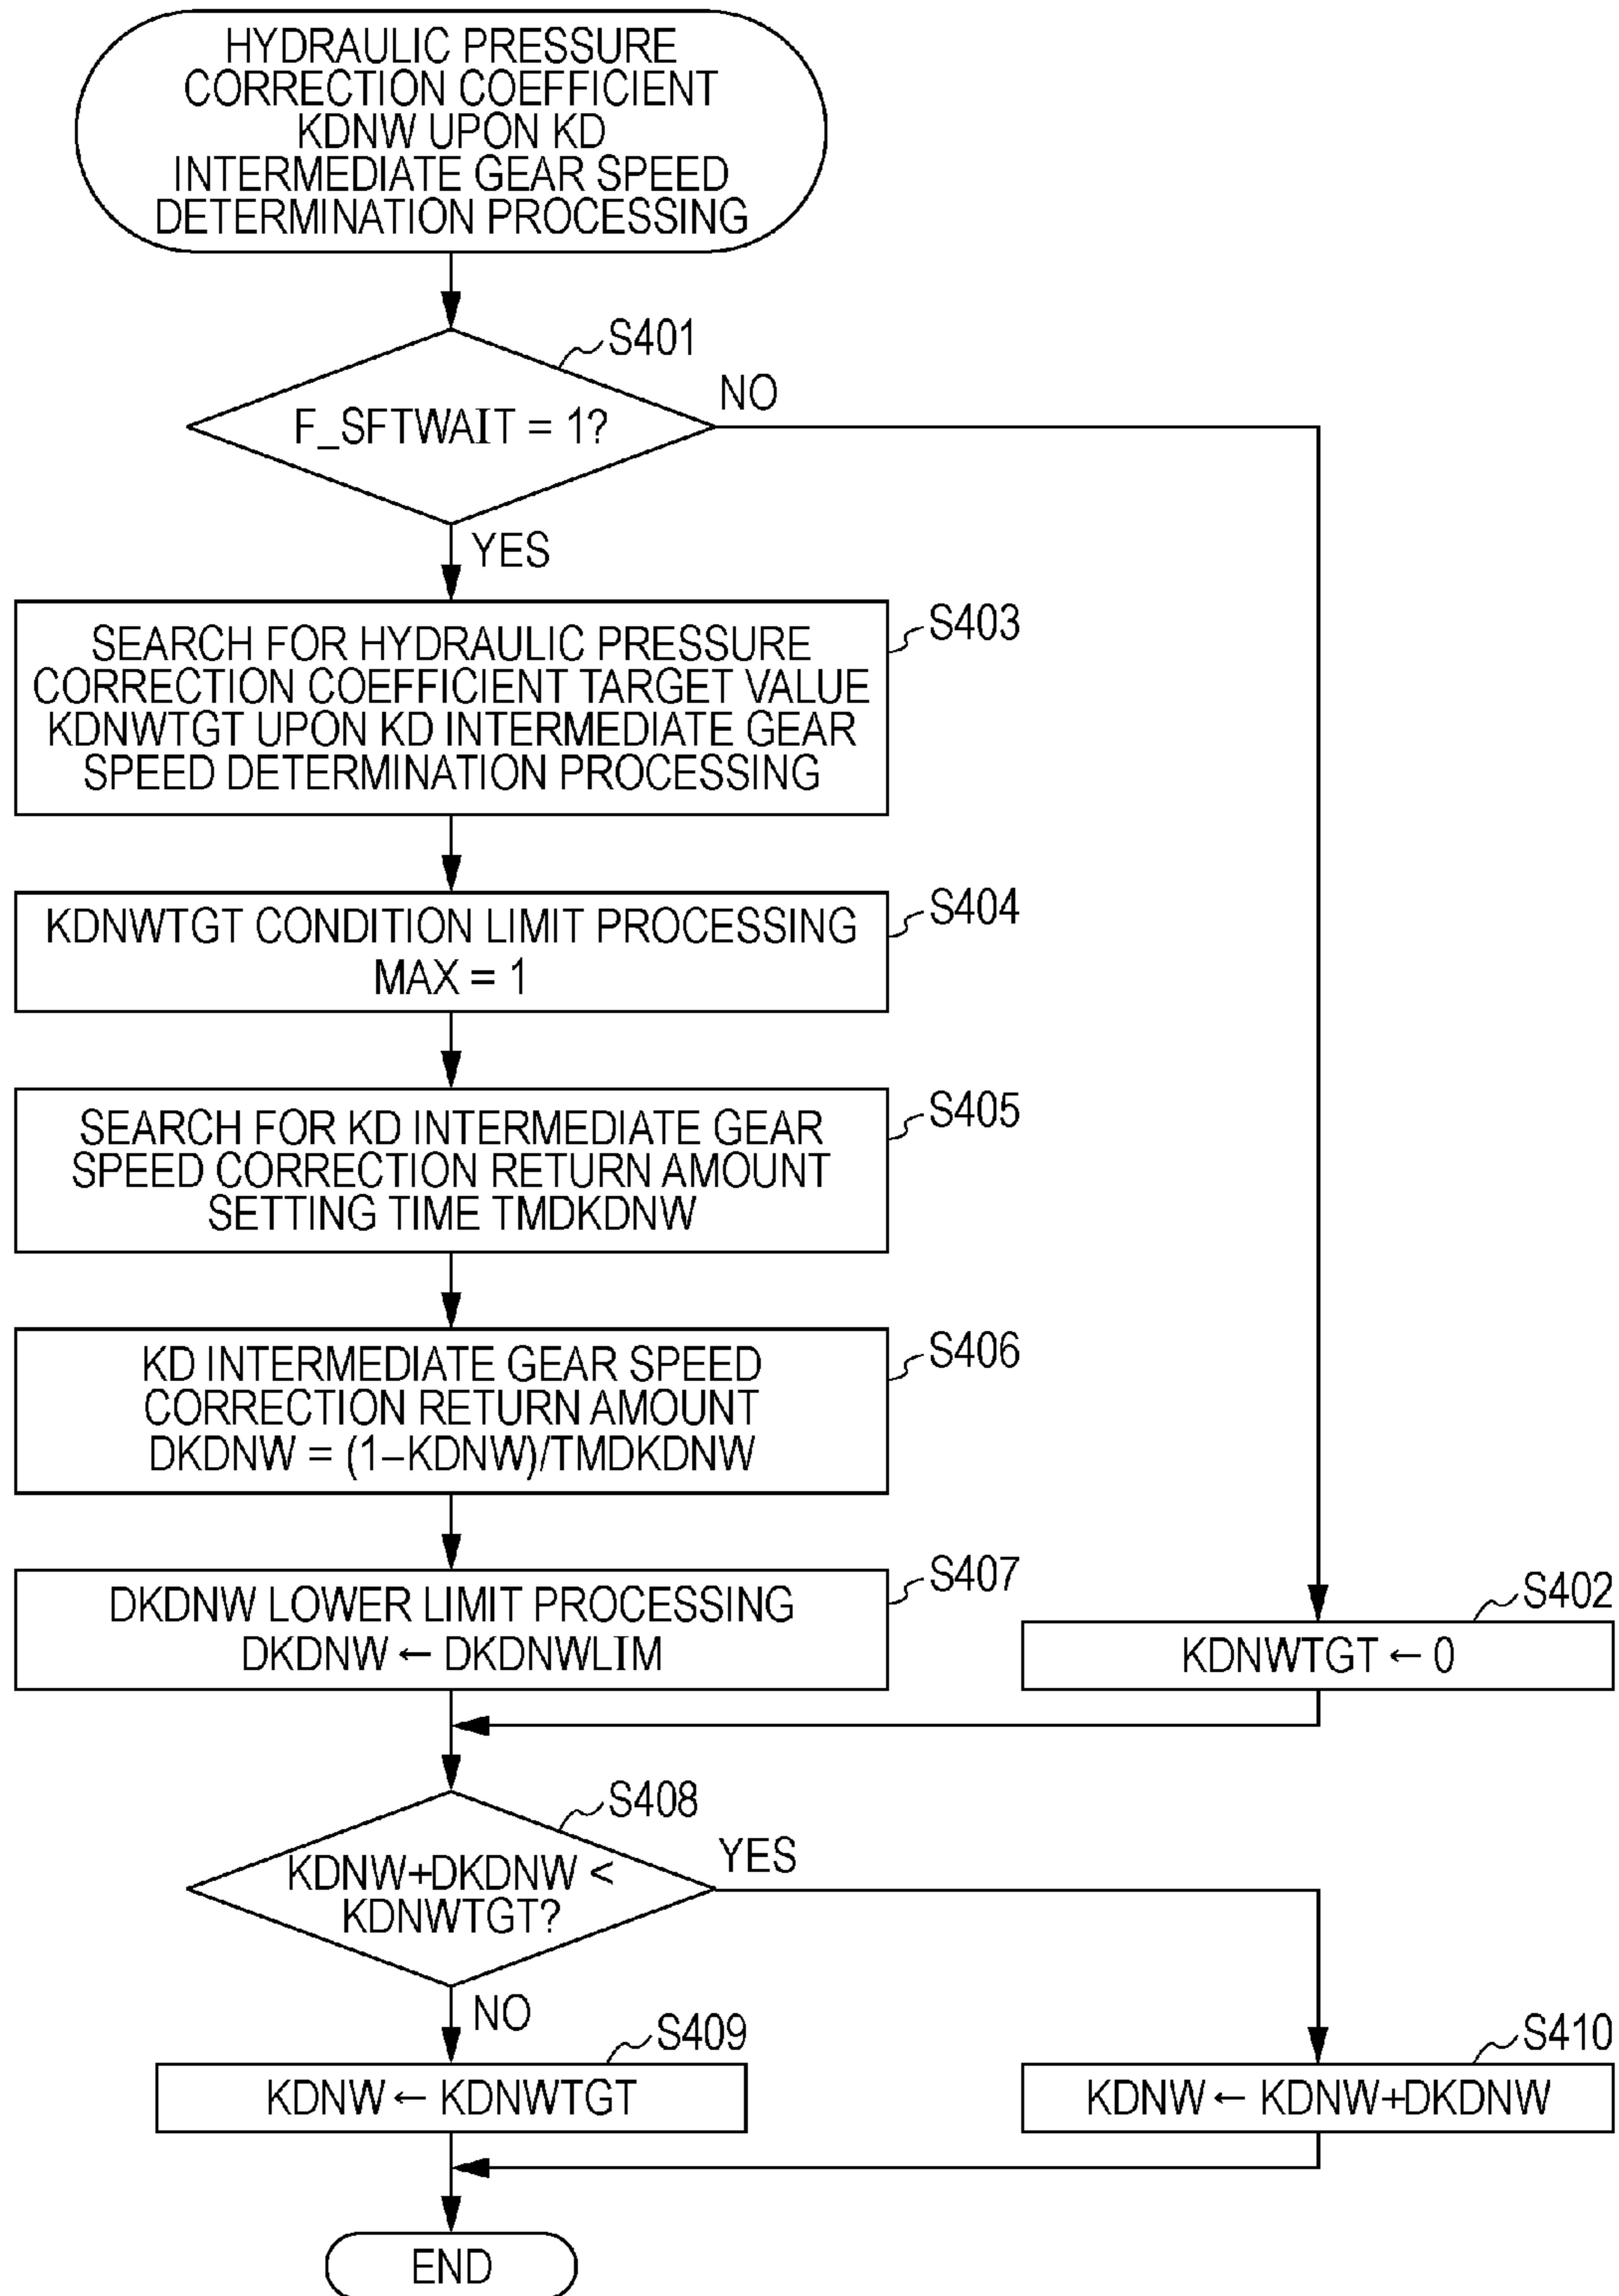 HYDRAULIC PRESSURE
CORRECTION COEFFICIENT
KDNW UPON KD
INTERMEDIATE GEAR SPEED
DETERMINATION PROCESSING
S401
F_SFTWAIT = 1?
NO
YES
S403
SEARCH FOR HYDRAULIC PRESSURE
CORRECTION COEFFICIENT TARGET VALUE
KDNWTGT UPON KD INTERMEDIATE GEAR
SPEED DETERMINATION PROCESSING
S404
KDNWTGT CONDITION LIMIT PROCESSING
MAX = 1
S405
SEARCH FOR KD INTERMEDIATE GEAR
SPEED CORRECTION RETURN AMOUNT
SETTING TIME TMDKDNW
S406
KD INTERMEDIATE GEAR SPEED
CORRECTION RETURN AMOUNT
DKDNW = (1–KDNW)/TMDKDNW
S407
DKDNW LOWER LIMIT PROCESSING
DKDNW ← DKDNWLIM
S402
KDNWTGT ← 0
S408
KDNW+DKDNW <
KDNWTGT?
YES
NO
S409
KDNW ← KDNWTGT
S410
KDNW ← KDNW+DKDNW
END